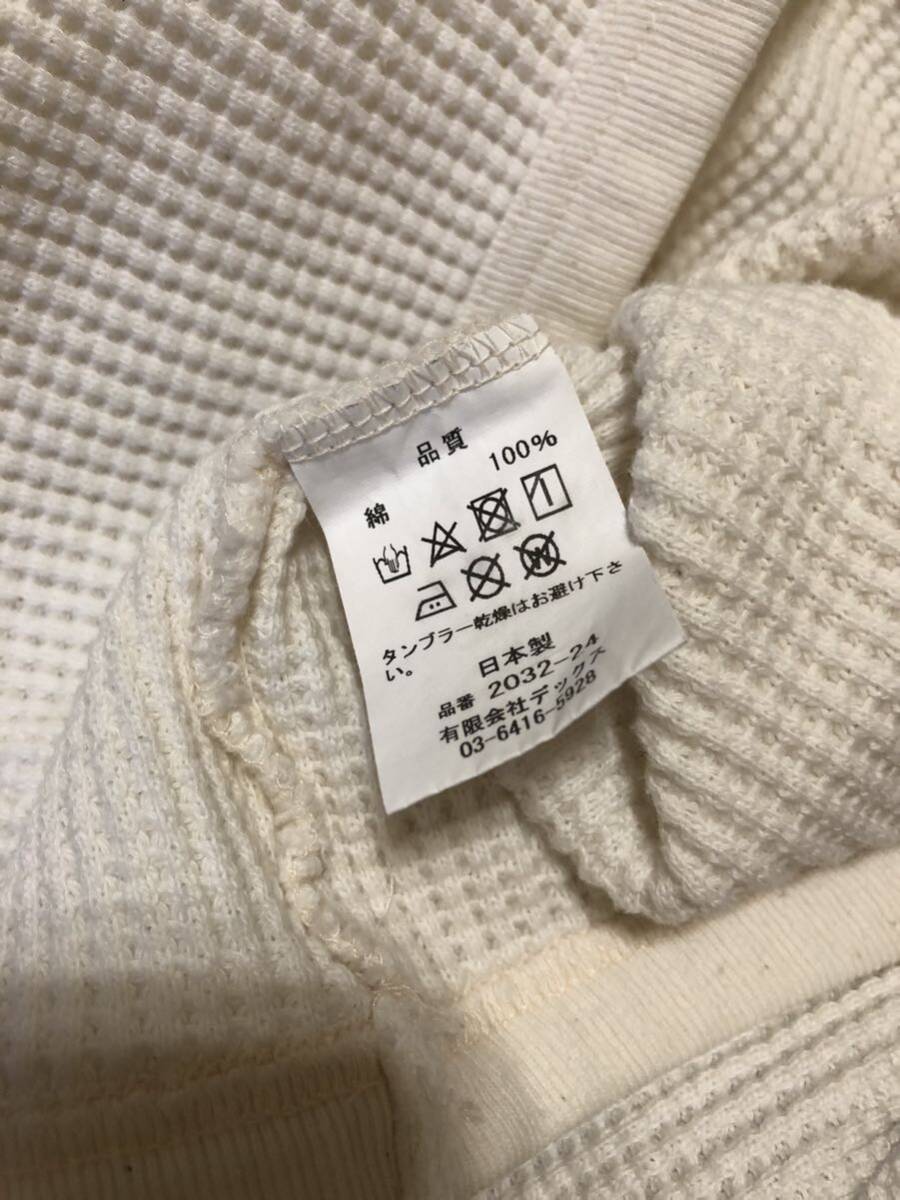 品質
綿 100%
タンブラー乾燥はお避け下さ
い。
日本製
品番 2032-24
有限会社デックス
03-6416-5928